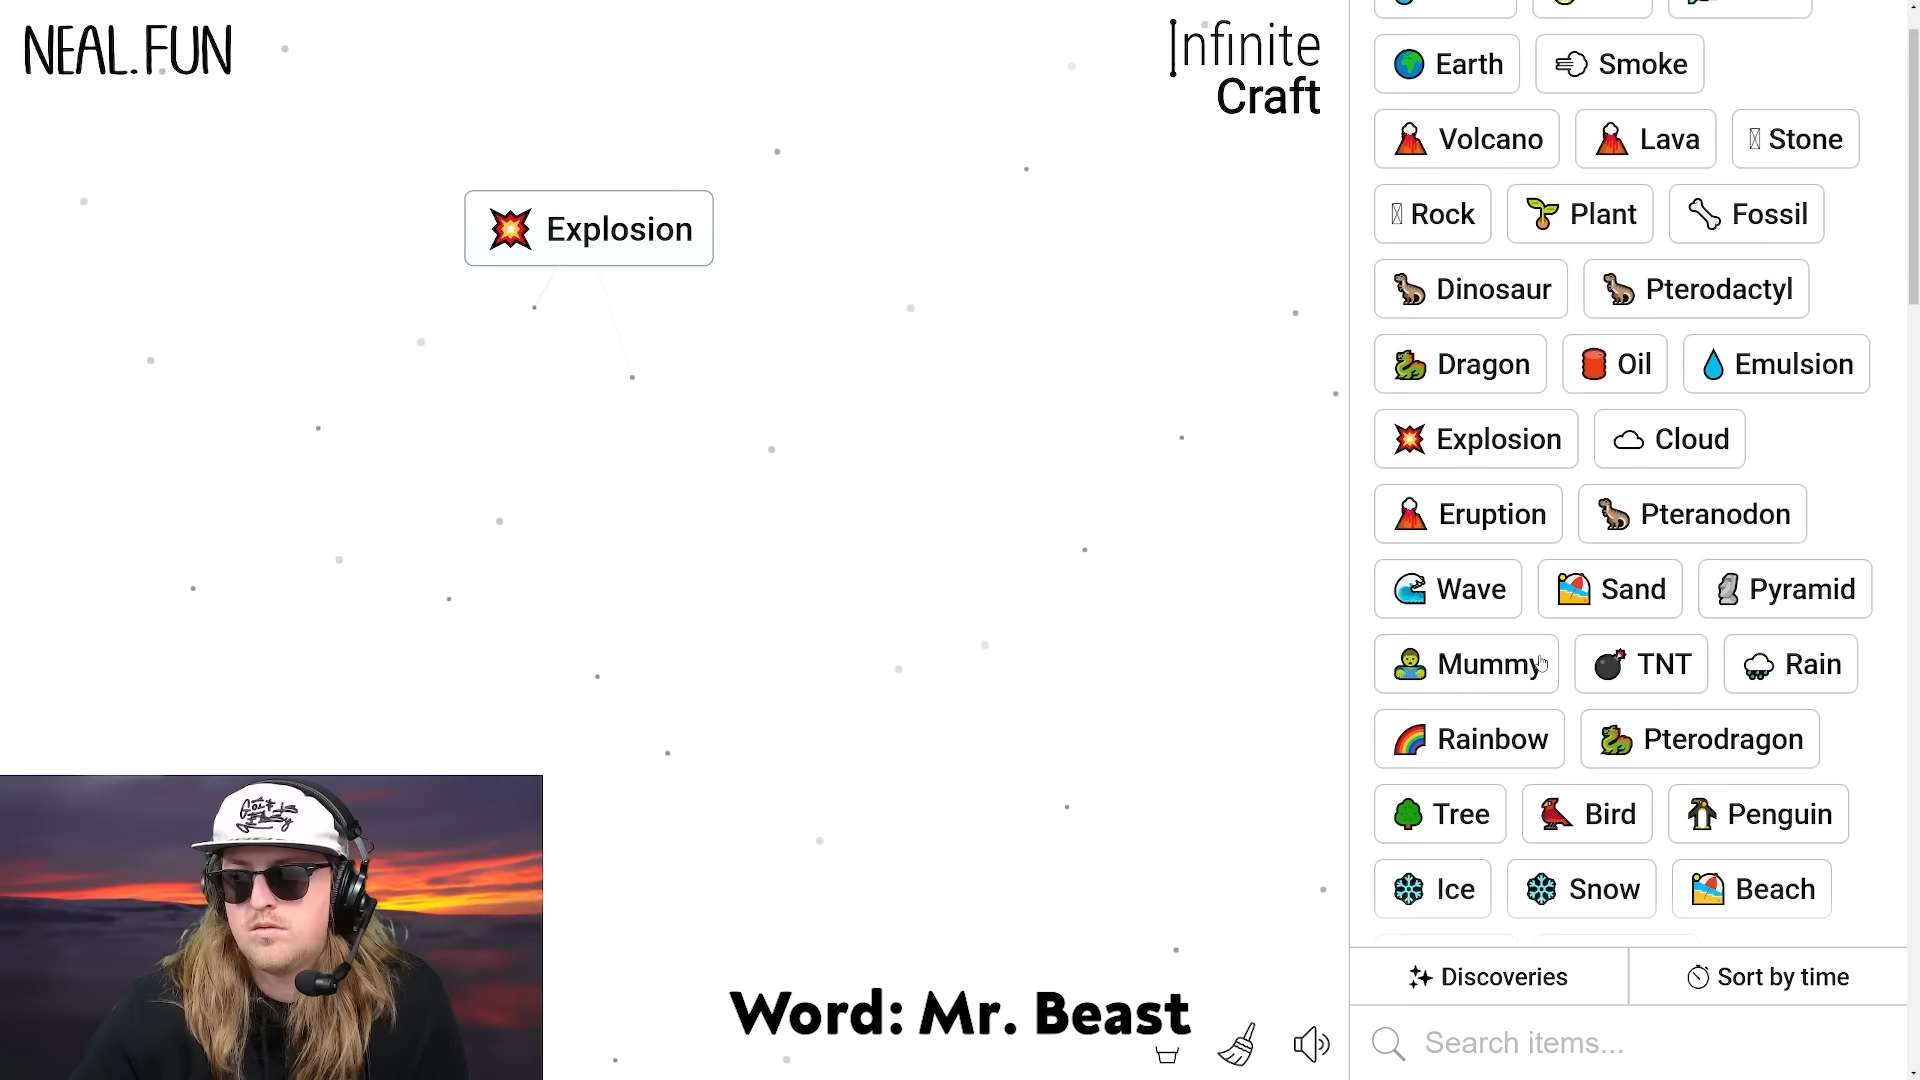 NEAL.FUN
Infinite
Craft
Explosion
Earth
Smoke
Volcano
Lava
Stone
Rock
Plant
Fossil
Dinosaur
Pterodactyl
Dragon
Oil
Emulsion
Explosion
Cloud
Eruption
Pteranodon
Wave
Sand
Pyramid
Mummy
TNT
Rain
Rainbow
Pterodragon
Tree
Bird
Penguin
Ice
Snow
Beach
Discoveries
Sort by time
Search items...
Word: Mr. Beast